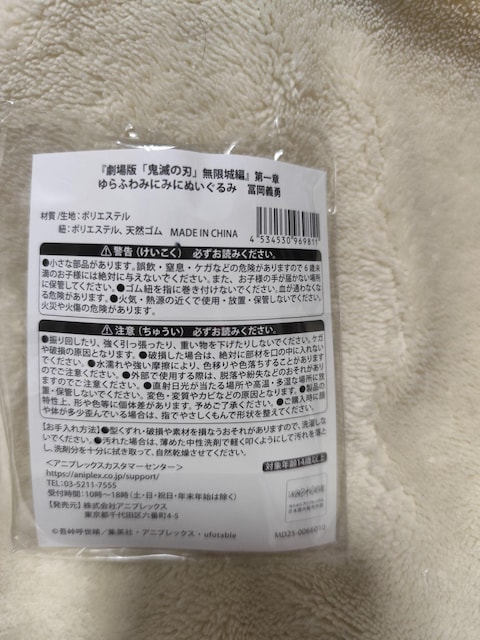 『劇場版「鬼滅の刃」無限城編』第一章
ゆらふわみにみにぬいぐるみ　冨岡義勇
材質/生地：ポリエステル
紐：ポリエステル、天然ゴム　MADE IN CHINA
4 534530 969811
警告（けいこく）　必ずお読みください。
●小さな部品があります。誤飲・窒息・ケガなどの危険がありますので6歳未
満のお子様には絶対に与えないでください。また、お子様の手が届かない場所
に保管してください。●ゴム紐を指に巻き付けないでください。血が通わなくな
る危険があります。●火気・熱源の近くで使用・放置・保管しないでください。
火災や火傷の危険があります。
注意（ちゅうい）　必ずお読みください。
●振り回したり、強く引っ張ったり、重い物を下げたりしないでください。ケガ
や破損の原因となります。●破損した場合は、絶対に部材を口の中に入れない
でください。●水濡れや強い摩擦により、色移りや色落ちすることがあります
のでご注意ください。●外部で使用する際は、脱落や紛失などのおそれがあり
ますのでご注意ください。●直射日光が当たる場所や高温・多湿な場所に放
置・保管しないでください。変色・変質やカビなどの原因となります。●製品の
特性上、形や色等に個体差があります。予めご了承ください。●ご購入時に顔
や体が多少歪んでいる場合は、指でやさしくもんで形状を整えてください。
【お手入れ方法】●型くずれ・破損や素材を損なうおそれがありますので、洗濯しな
いでください。●汚れた場合は、薄めた中性洗剤で軽く叩くようにして汚れを落と
し、洗剤分を十分に拭き取って、自然乾燥させてください。
＜アニプレックスカスタマーセンター＞
https://aniplex.co.jp/support/
TEL：03-5211-7555
受付時間：10時～18時（土・日・祝日・年末年始は除く）
【発売元】株式会社アニプレックス
東京都千代田区六番町4-5
対象年齢14歳以上
©吾峠呼世晴／集英社・アニプレックス・ufotable